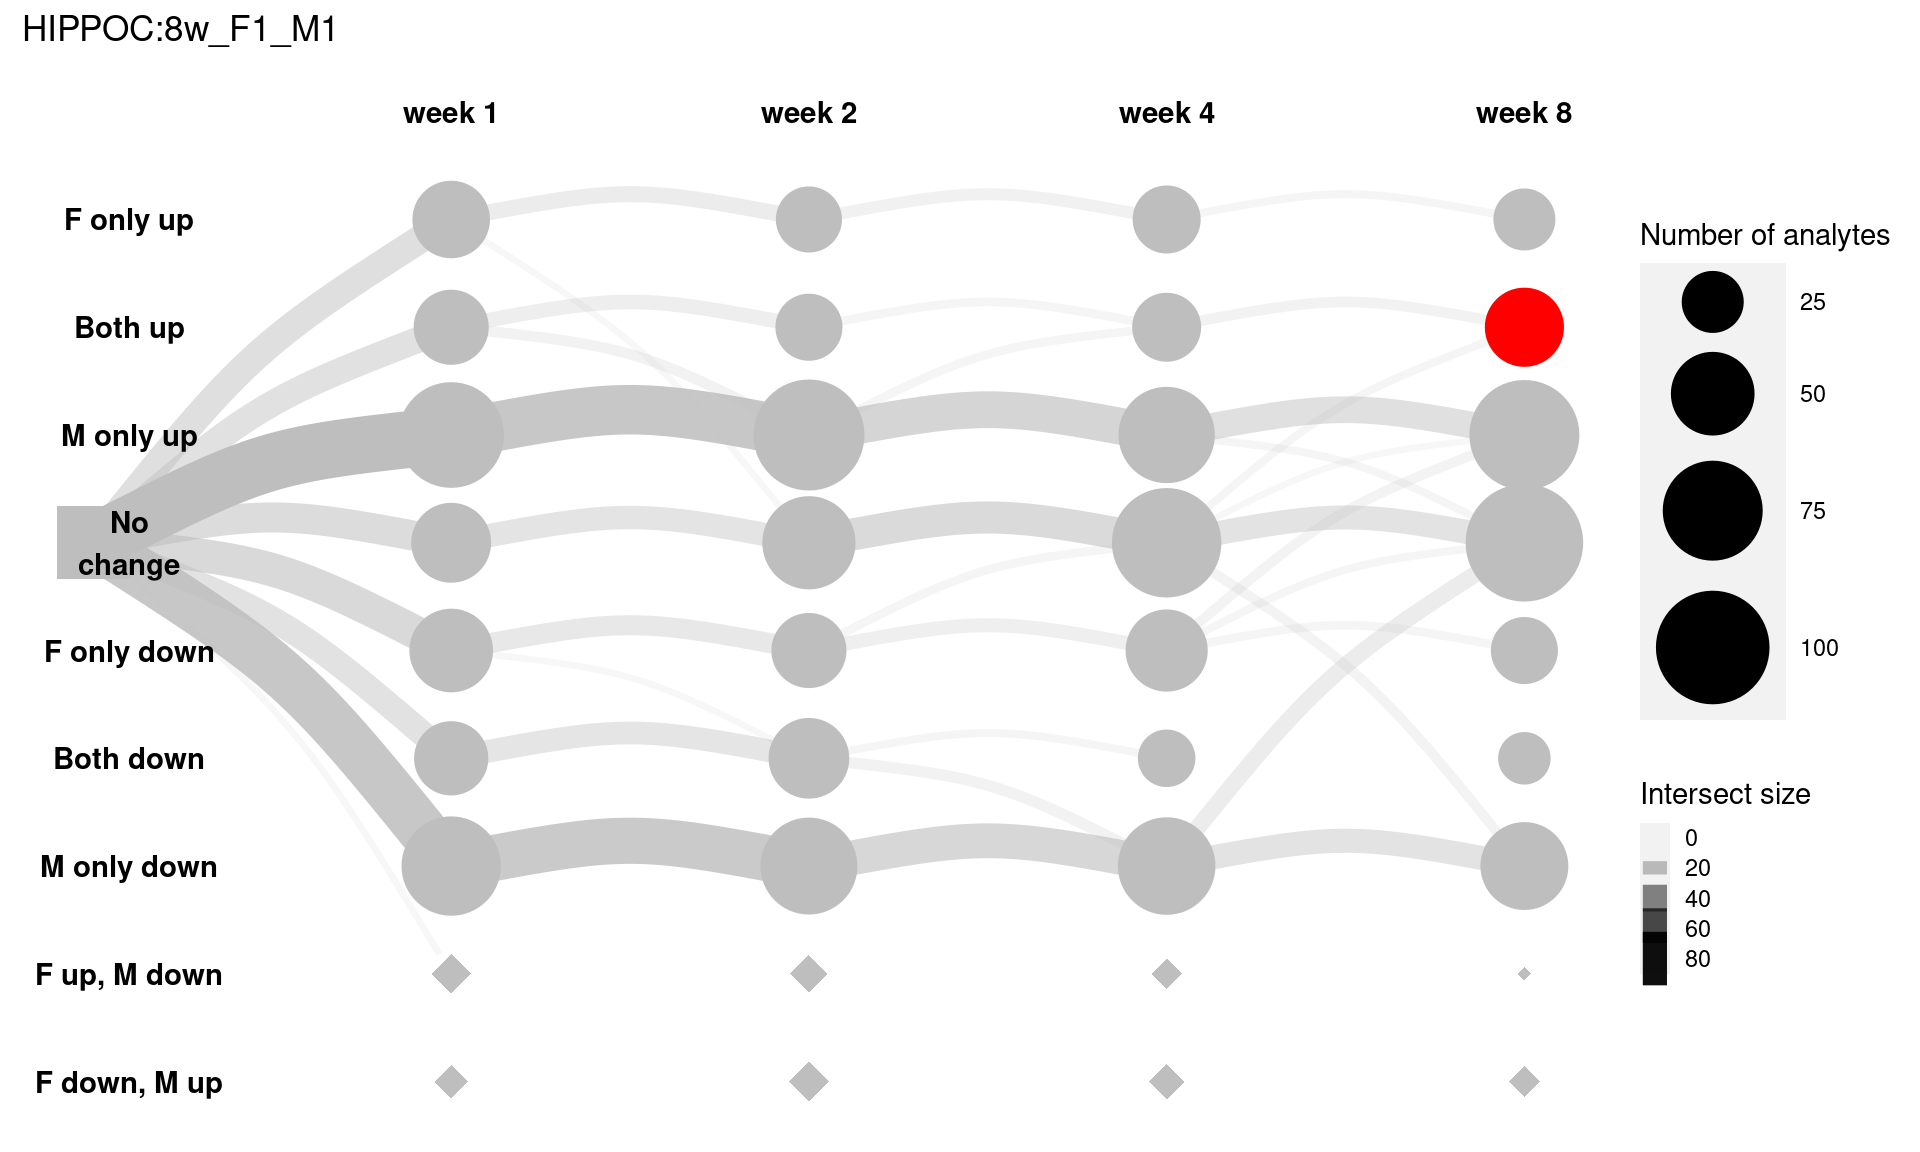 HIPPOC:8w_F1_M1
week 1
week 2
week 4
week 8
F only up
Both up
M only up
No
change
F only down
Both down
M only down
F up, M down
F down, M up
Number of analytes
25
50
75
100
Intersect size
0
20
40
60
80